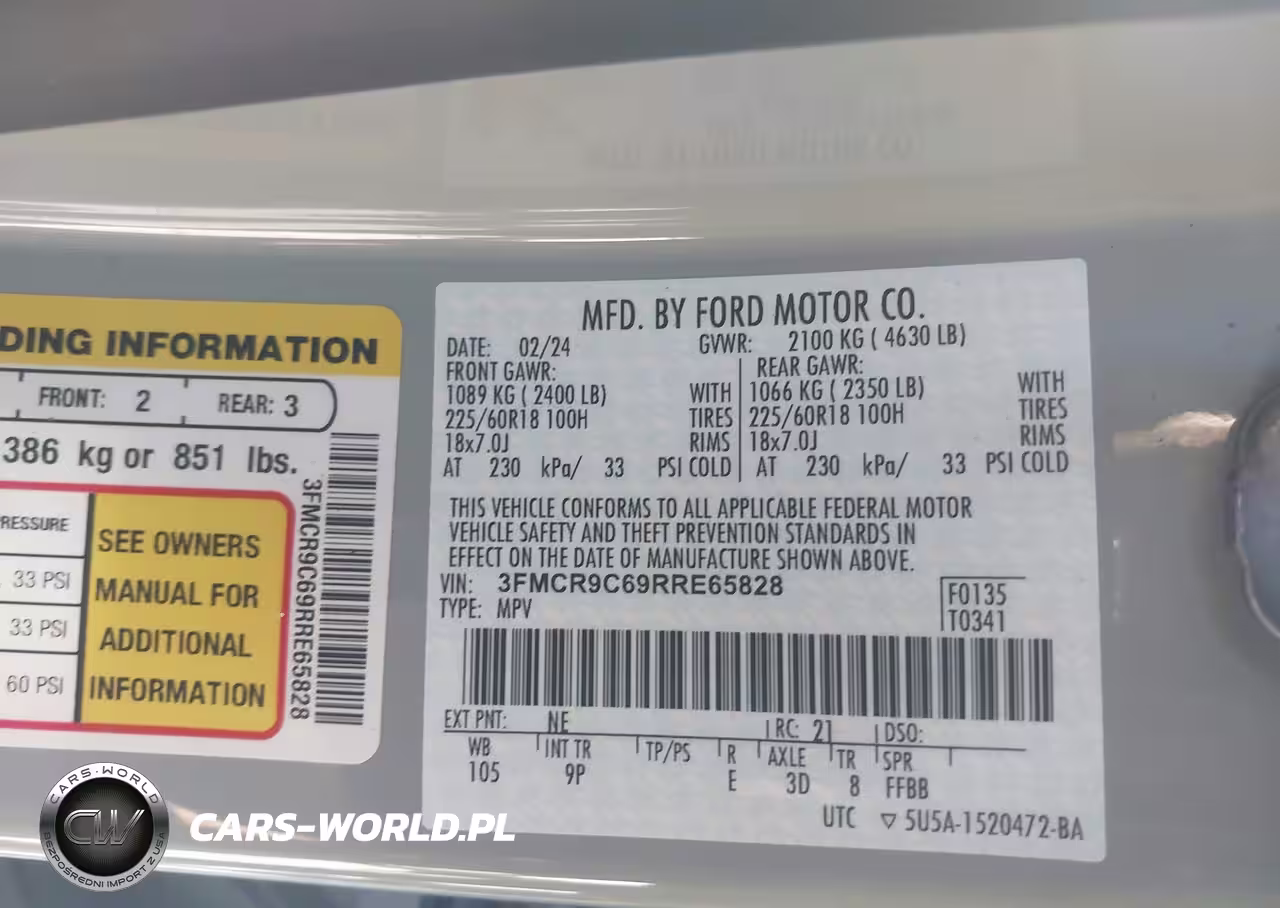 DING INFORMATION
FRONT: 2 REAR: 3
386 kg or 851 lbs.
RESSURE
33 PSI
33 PSI
60 PSI
SEE OWNERS
MANUAL FOR
ADDITIONAL
INFORMATION
3FMCR9C69RRE65828
MFD. BY FORD MOTOR CO.
DATE: 02/24 GVWR: 2100 KG ( 4630 LB)
FRONT GAWR: REAR GAWR:
1089 KG ( 2400 LB) WITH 1066 KG ( 2350 LB) WITH
225/60R18 100H TIRES 225/60R18 100H TIRES
18x7.0J RIMS 18x7.0J RIMS
AT 230 kPa/ 33 PSI COLD AT 230 kPa/ 33 PSI COLD
THIS VEHICLE CONFORMS TO ALL APPLICABLE FEDERAL MOTOR
VEHICLE SAFETY AND THEFT PREVENTION STANDARDS IN
EFFECT ON THE DATE OF MANUFACTURE SHOWN ABOVE.
VIN: 3FMCR9C69RRE65828 F0135
TYPE: MPV T0341
EXT PNT: NE RC: 21 DSO:
WB INT TR TP/PS R AXLE TR SPR
105 9P E 3D 8 FFBB
UTC ▽ 5U5A-1520472-BA
CARS-WORLD
CW
BEZPOŚREDNI IMPORT Z USA
CARS-WORLD.PL